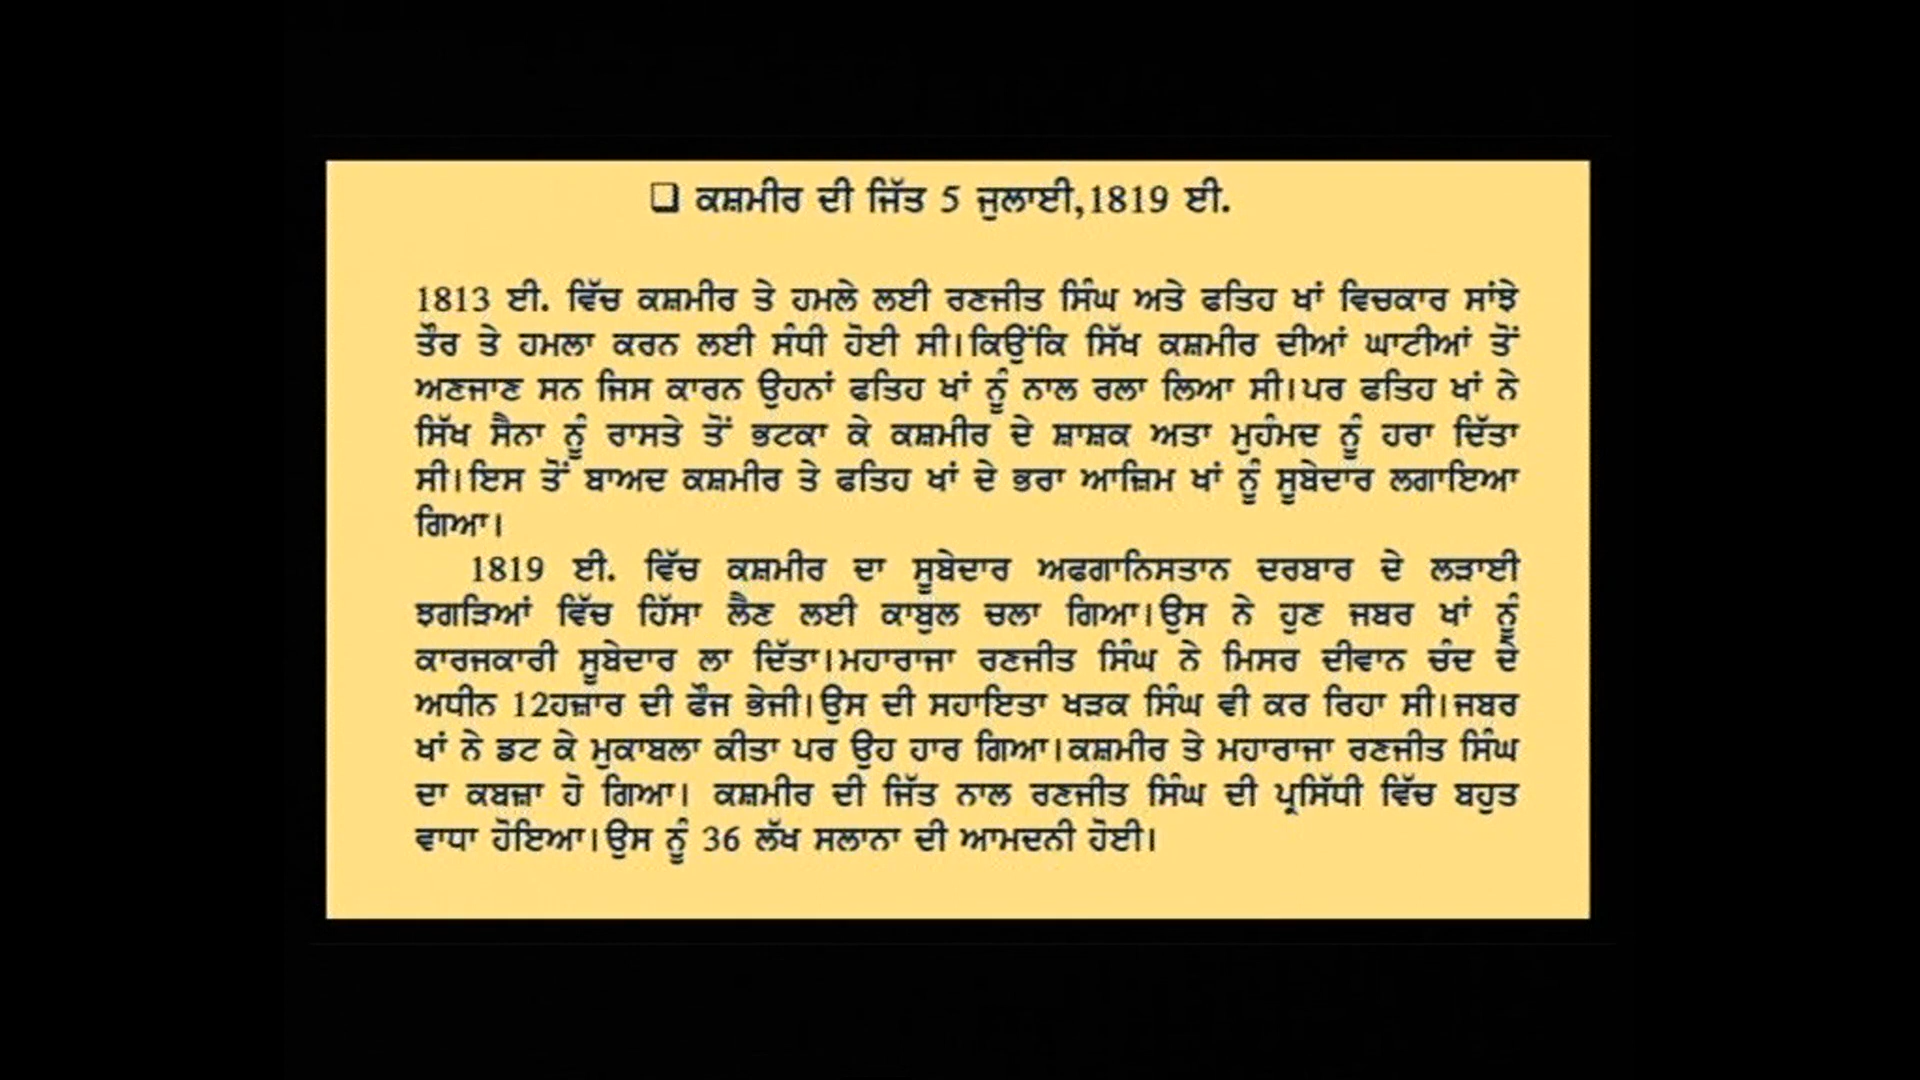 ❑ ਕਸ਼ਮੀਰ ਦੀ ਜਿੱਤ 5 ਜੁਲਾਈ,1819 ਈ.
1813 ਈ. ਵਿੱਚ ਕਸ਼ਮੀਰ ਤੇ ਹਮਲੇ ਲਈ ਰਣਜੀਤ ਸਿੰਘ ਅਤੇ ਫਤਿਹ ਖਾਂ ਵਿਚਕਾਰ ਸਾਂਝੇ
ਤੌਰ ਤੇ ਹਮਲਾ ਕਰਨ ਲਈ ਸੰਧੀ ਹੋਈ ਸੀ।ਕਿਉਂਕਿ ਸਿੱਖ ਕਸ਼ਮੀਰ ਦੀਆਂ ਘਾਟੀਆਂ ਤੋਂ
ਅਣਜਾਣ ਸਨ ਜਿਸ ਕਾਰਨ ਉਹਨਾਂ ਫਤਿਹ ਖਾਂ ਨੂੰ ਨਾਲ ਰਲਾ ਲਿਆ ਸੀ।ਪਰ ਫਤਿਹ ਖਾਂ ਨੇ
ਸਿੱਖ ਸੈਨਾ ਨੂੰ ਰਾਸਤੇ ਤੋਂ ਭਟਕਾ ਕੇ ਕਸ਼ਮੀਰ ਦੇ ਸ਼ਾਸ਼ਕ ਅਤਾ ਮੁਹੰਮਦ ਨੂੰ ਹਰਾ ਦਿੱਤਾ
ਸੀ।ਇਸ ਤੋਂ ਬਾਅਦ ਕਸ਼ਮੀਰ ਤੇ ਫਤਿਹ ਖਾਂ ਦੇ ਭਰਾ ਆਜ਼ਿਮ ਖਾਂ ਨੂੰ ਸੂਬੇਦਾਰ ਲਗਾਇਆ
ਗਿਆ।
1819 ਈ. ਵਿੱਚ ਕਸ਼ਮੀਰ ਦਾ ਸੂਬੇਦਾਰ ਅਫਗਾਨਿਸਤਾਨ ਦਰਬਾਰ ਦੇ ਲੜਾਈ
ਝਗੜਿਆਂ ਵਿੱਚ ਹਿੱਸਾ ਲੈਣ ਲਈ ਕਾਬੁਲ ਚਲਾ ਗਿਆ।ਉਸ ਨੇ ਹੁਣ ਜਬਰ ਖਾਂ ਨੂੰ
ਕਾਰਜਕਾਰੀ ਸੂਬੇਦਾਰ ਲਾ ਦਿੱਤਾ।ਮਹਾਰਾਜਾ ਰਣਜੀਤ ਸਿੰਘ ਨੇ ਮਿਸਰ ਦੀਵਾਨ ਚੰਦ ਦੇ
ਅਧੀਨ 12ਹਜ਼ਾਰ ਦੀ ਫੌਜ ਭੇਜੀ।ਉਸ ਦੀ ਸਹਾਇਤਾ ਖੜਕ ਸਿੰਘ ਵੀ ਕਰ ਰਿਹਾ ਸੀ।ਜਬਰ
ਖਾਂ ਨੇ ਡਟ ਕੇ ਮੁਕਾਬਲਾ ਕੀਤਾ ਪਰ ਉਹ ਹਾਰ ਗਿਆ।ਕਸ਼ਮੀਰ ਤੇ ਮਹਾਰਾਜਾ ਰਣਜੀਤ ਸਿੰਘ
ਦਾ ਕਬਜ਼ਾ ਹੋ ਗਿਆ। ਕਸ਼ਮੀਰ ਦੀ ਜਿੱਤ ਨਾਲ ਰਣਜੀਤ ਸਿੰਘ ਦੀ ਪ੍ਰਸਿੱਧੀ ਵਿੱਚ ਬਹੁਤ
ਵਾਧਾ ਹੋਇਆ।ਉਸ ਨੂੰ 36 ਲੱਖ ਸਲਾਨਾ ਦੀ ਆਮਦਨੀ ਹੋਈ।